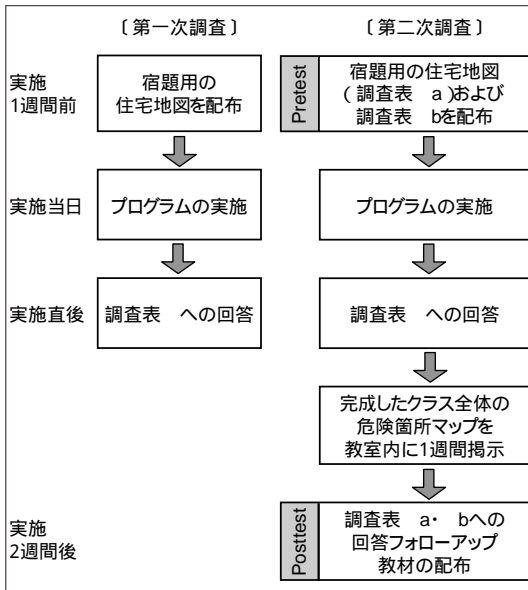 〔第一次調査〕
〔第二次調査〕
実施
1週間前
宿題用の
住宅地図を配布
Pretest
宿題用の住宅地図
(調査表 a)および
調査表 bを配布
実施当日
プログラムの実施
プログラムの実施
実施直後
調査表 への回答
調査表 への回答
完成したクラス全体の
危険箇所マップを
教室内に1週間掲示
実施
2週間後
Posttest
調査表 a・ bへの
回答フォローアップ
教材の配布